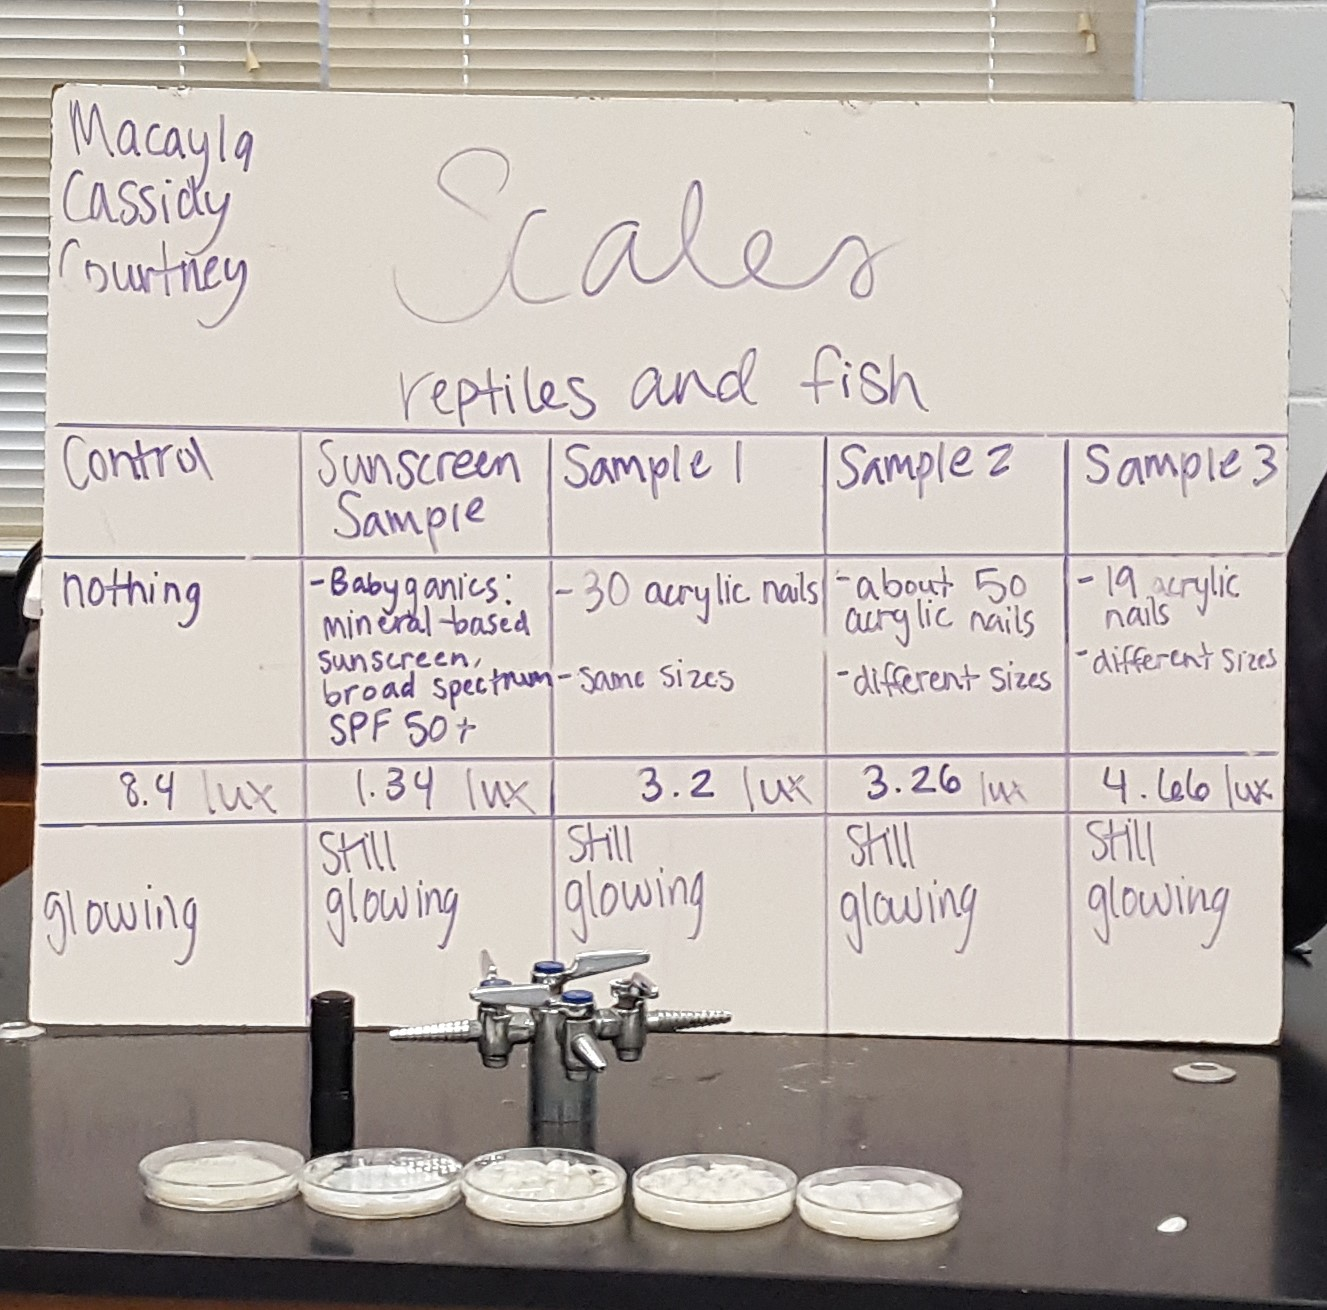 Macayla
Cassidy
Courtney
Scales
reptiles and fish
Control
Sunscreen
Sample
Sample 1
Sample 2
Sample 3
nothing
-Babyganics:
mineral-based
sunscreen,
broad spectrum
SPF 50+
- 30 acrylic nails
- same sizes
-about 50
acrylic nails
-different sizes
- 19 acrylic
nails
-different sizes
8.4 lux
1.34 lux
3.2 lux
3.26 lux
4.66 lux
glowing
Still
glowing
Still
glowing
Still
glowing
Still
glowing